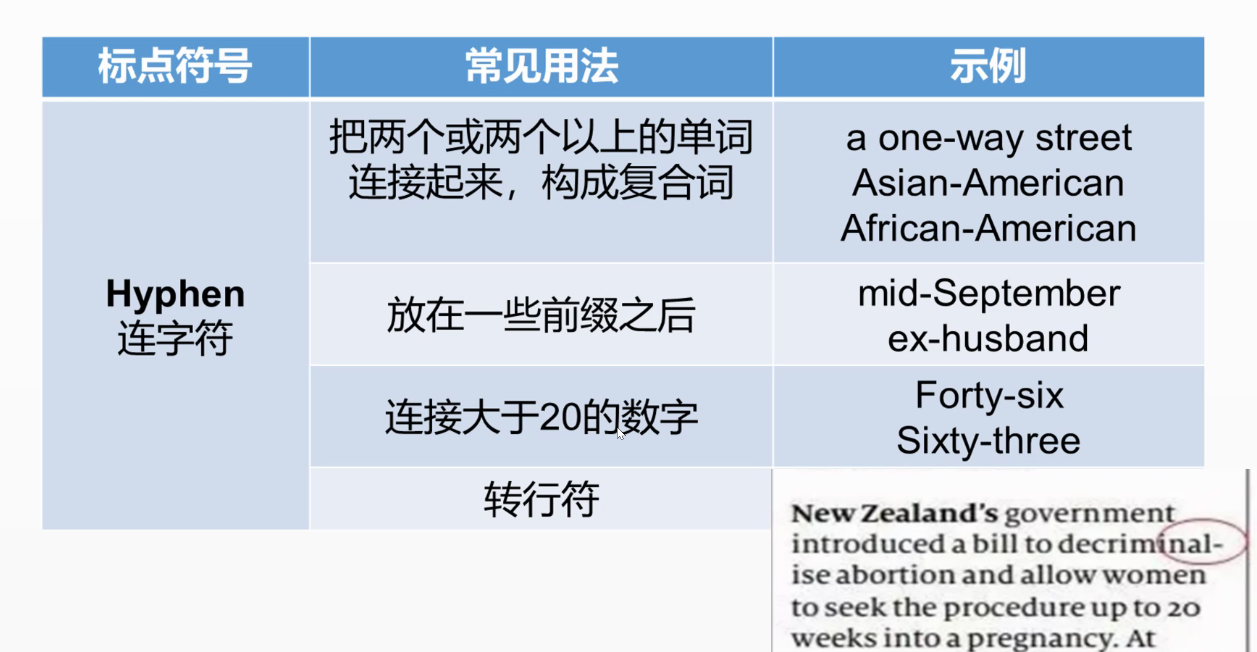 标点符号
常见用法
示例
Hyphen
连字符
把两个或两个以上的单词
连接起来，构成复合词
a one-way street
Asian-American
African-American
放在一些前缀之后
mid-September
ex-husband
连接大于20的数字
Forty-six
Sixty-three
转行符
New Zealand’s government
introduced a bill to decriminal-
ise abortion and allow women
to seek the procedure up to 20
weeks into a pregnancy. At